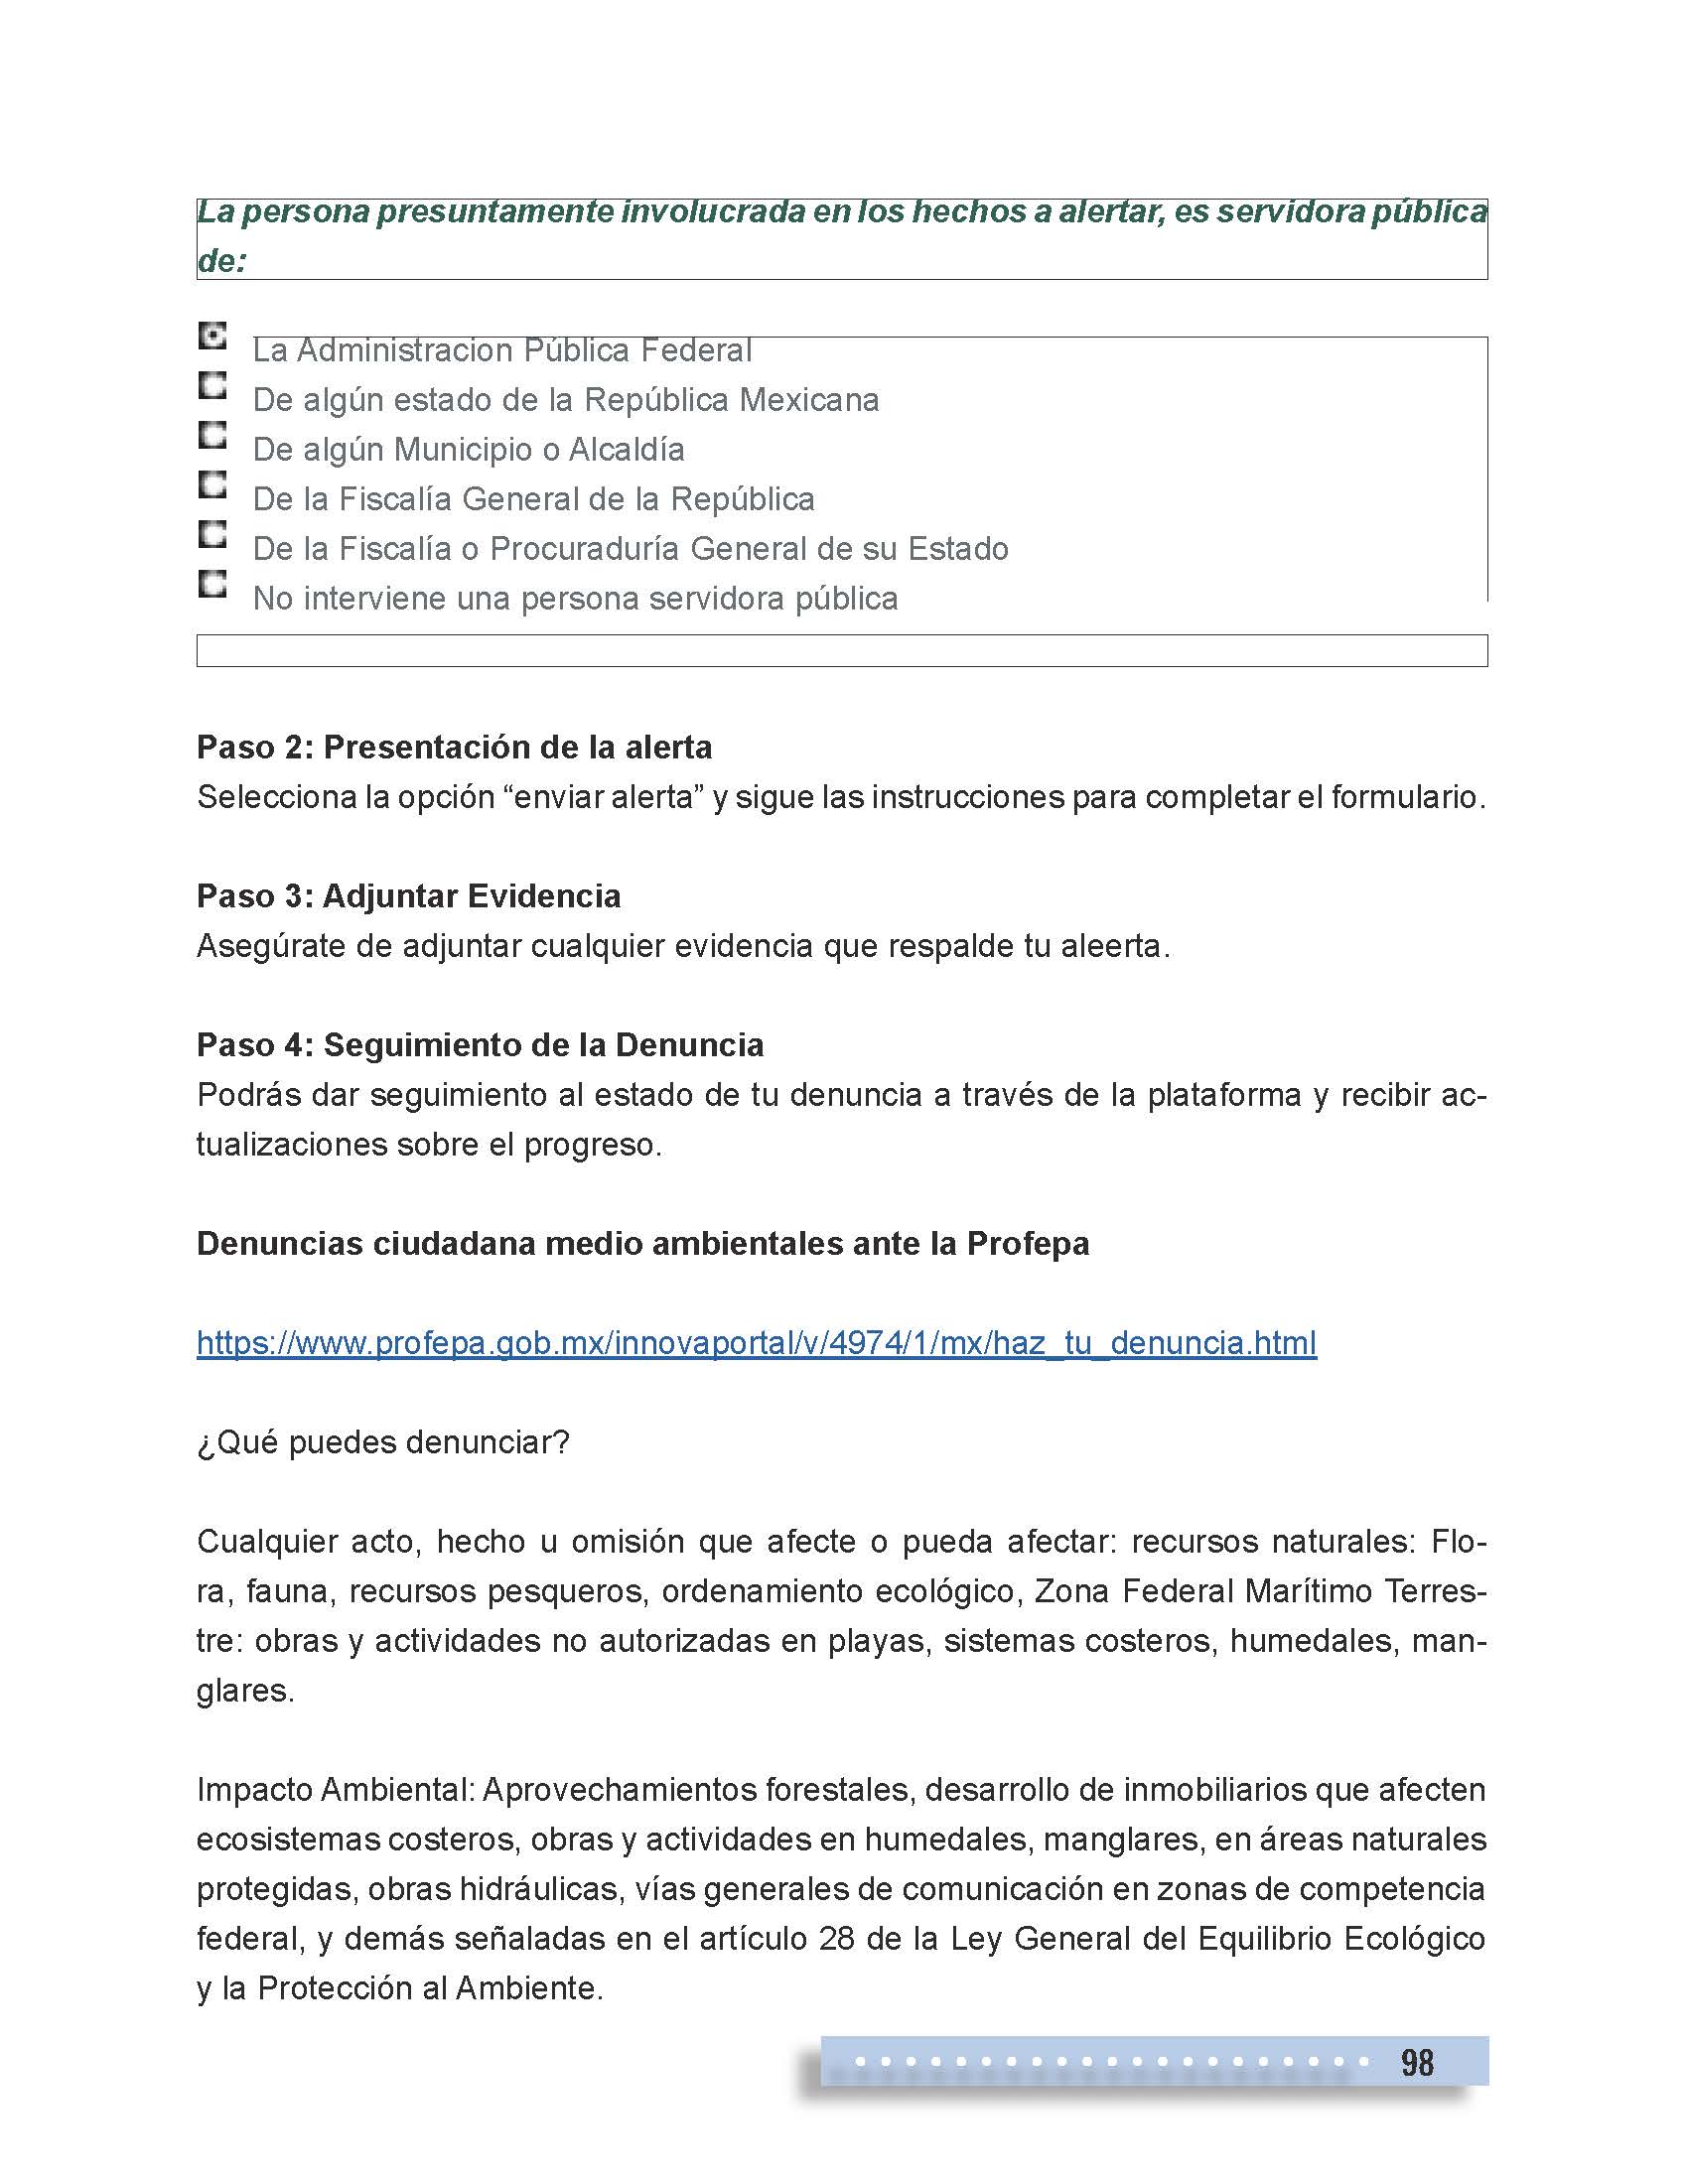 La persona presuntamente involucrada en los hechos a alertar, es servidora pública
de:
La Administracion Pública Federal
De algún estado de la República Mexicana
De algún Municipio o Alcaldía
De la Fiscalía General de la República
De la Fiscalía o Procuraduría General de su Estado
No interviene una persona servidora pública
Paso 2: Presentación de la alerta
Selecciona la opción “enviar alerta” y sigue las instrucciones para completar el formulario.
Paso 3: Adjuntar Evidencia
Asegúrate de adjuntar cualquier evidencia que respalde tu aleerta.
Paso 4: Seguimiento de la Denuncia
Podrás dar seguimiento al estado de tu denuncia a través de la plataforma y recibir ac-
tualizaciones sobre el progreso.
Denuncias ciudadana medio ambientales ante la Profepa
https://www.profepa.gob.mx/innovaportal/v/4974/1/mx/haz_tu_denuncia.html
¿Qué puedes denunciar?
Cualquier acto, hecho u omisión que afecte o pueda afectar: recursos naturales: Flo-
ra, fauna, recursos pesqueros, ordenamiento ecológico, Zona Federal Marítimo Terres-
tre: obras y actividades no autorizadas en playas, sistemas costeros, humedales, man-
glares.
Impacto Ambiental: Aprovechamientos forestales, desarrollo de inmobiliarios que afecten
ecosistemas costeros, obras y actividades en humedales, manglares, en áreas naturales
protegidas, obras hidráulicas, vías generales de comunicación en zonas de competencia
federal, y demás señaladas en el artículo 28 de la Ley General del Equilibrio Ecológico
y la Protección al Ambiente.
98